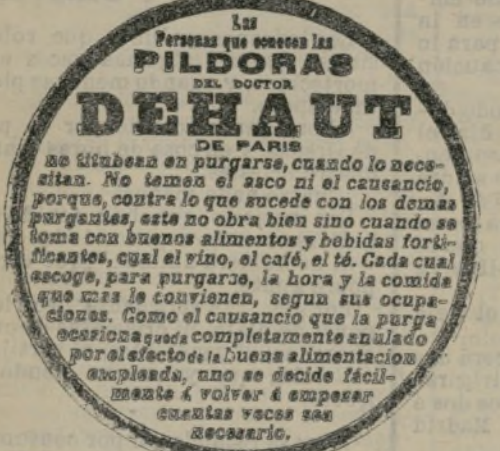 Las
Personas que conocen las
PILDORAS
DEL DOCTOR
DEHAUT
DE PARIS
no titubean en purgarse, cuando lo nece-
sitan. No temen el asco ni el causancio,
porque, contra lo que sucede con los demas
purgantes, este no obra bien sino cuando se
toma con buenos alimentos y bebidas forti-
ficantes, cual el vino, el café, el té. Cada cual
escoge, para purgarse, la hora y la comida
que mas le convienen, segun sus ocupa-
ciones. Como el causancio que la purga
ocasiona queda completamente anulado
por el efecto de la buena alimentacion
empleada, uno se decide fácil-
mente á volver á empezar
cuantas veces sea
necesario.